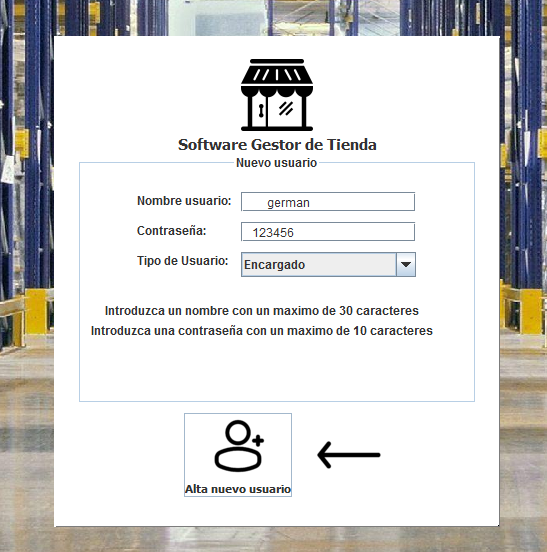 Software Gestor de Tienda
Nuevo usuario
Nombre usuario: german
Contraseña: 123456
Tipo de Usuario: Encargado
Introduzca un nombre con un maximo de 30 caracteres
Introduzca una contraseña con un maximo de 10 caracteres
Alta nuevo usuario